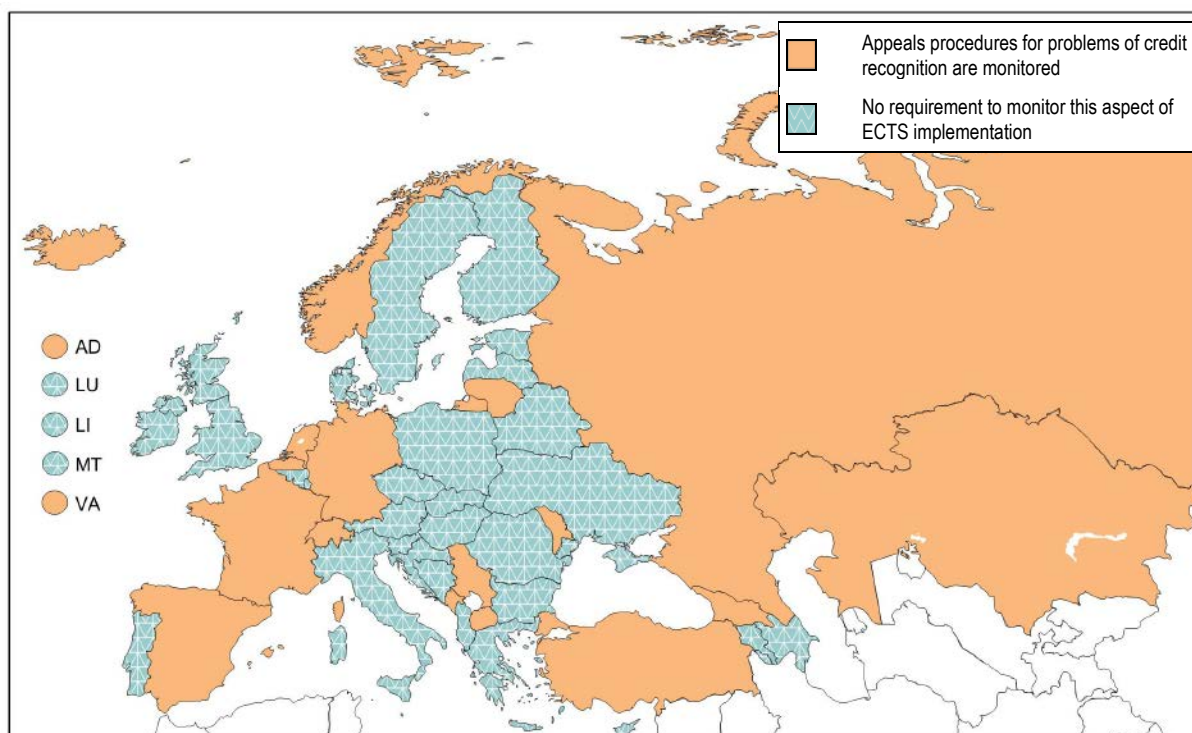 Appeals procedures for problems of credit
recognition are monitored
No requirement to monitor this aspect of
ECTS implementation
AD
LU
LI
MT
VA